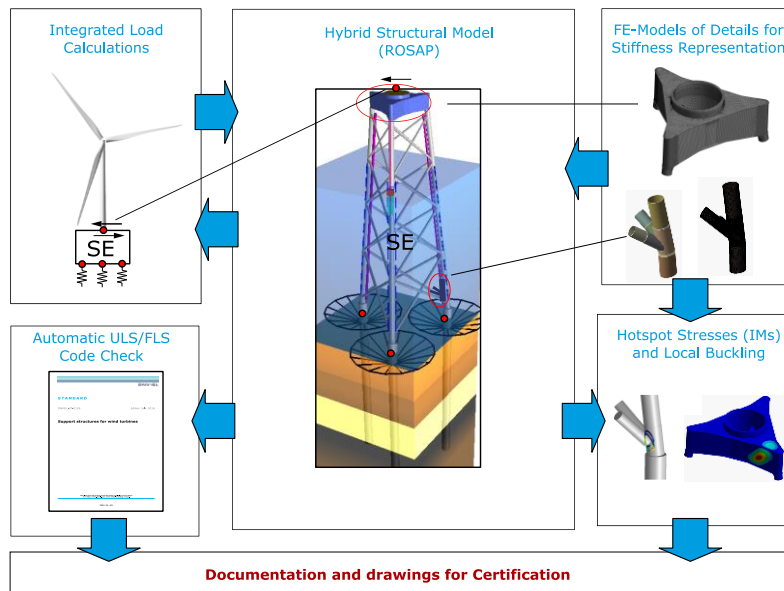 Integrated Load
Calculations
SE
Hybrid Structural Model
(ROSAP)
SE
FE-Models of Details for
Stiffness Representation
Automatic ULS/FLS
Code Check
STANDARD
Support structures for wind turbines
Hotspot Stresses (IMs)
and Local Buckling
Documentation and drawings for Certification